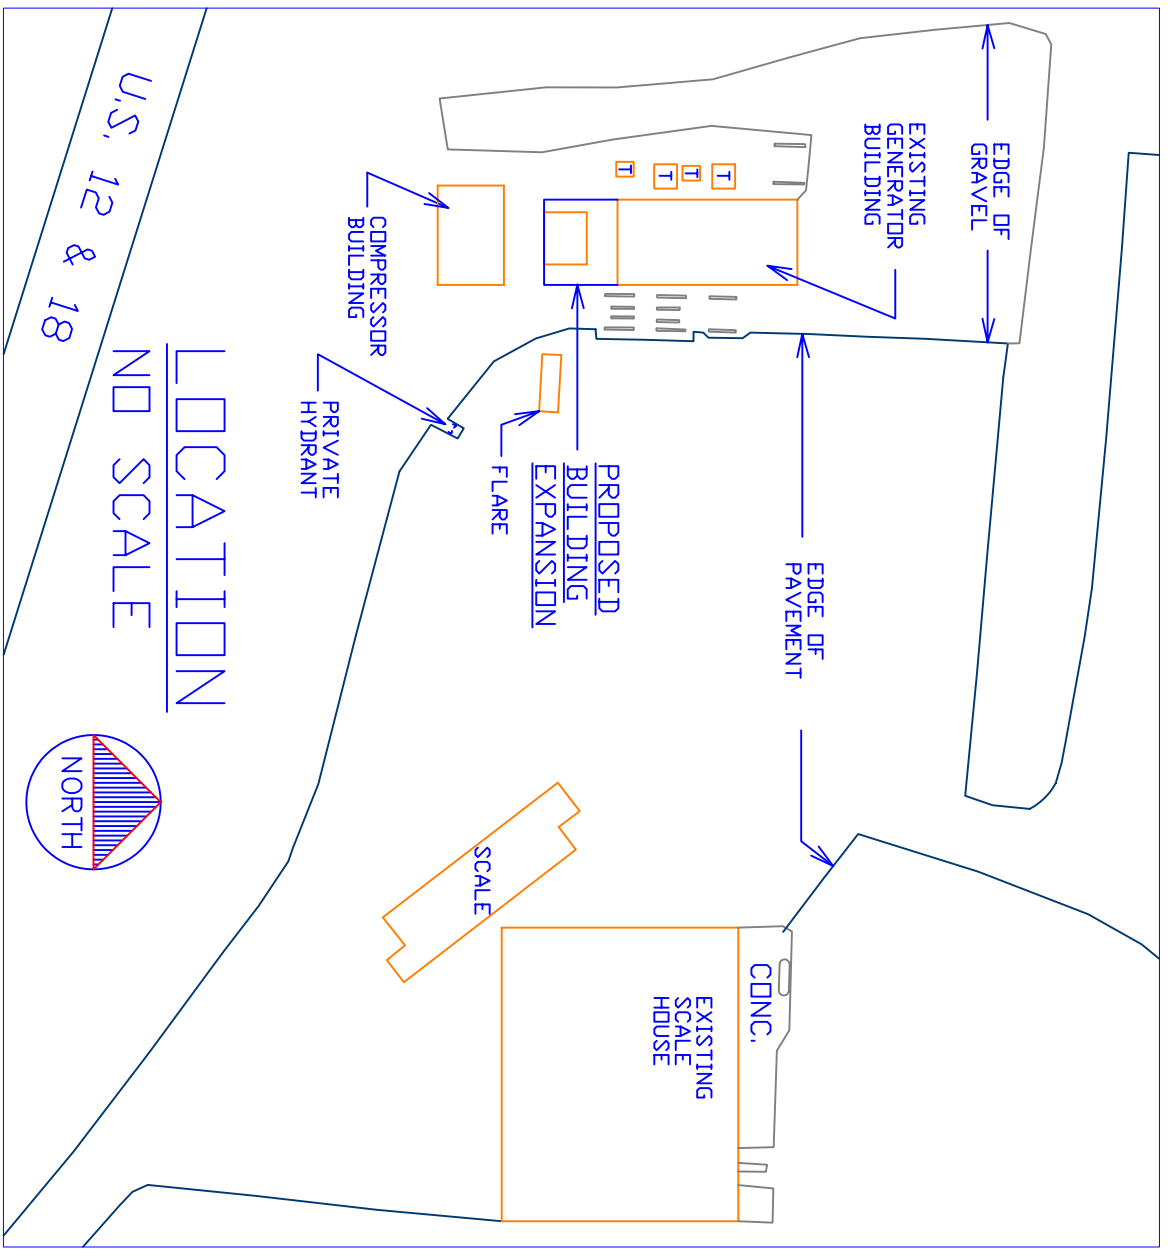 EDGE OF
GRAVEL
EXISTING
GENERATOR
BUILDING
T
T
T
T
COMPRESSOR
BUILDING
U.S. 12 & 18
EDGE OF
PAVEMENT
PROPOSED
BUILDING
EXPANSION
FLARE
PRIVATE
HYDRANT
LOCATION
NO SCALE
NORTH
SCALE
CONC.
EXISTING
SCALE
HOUSE